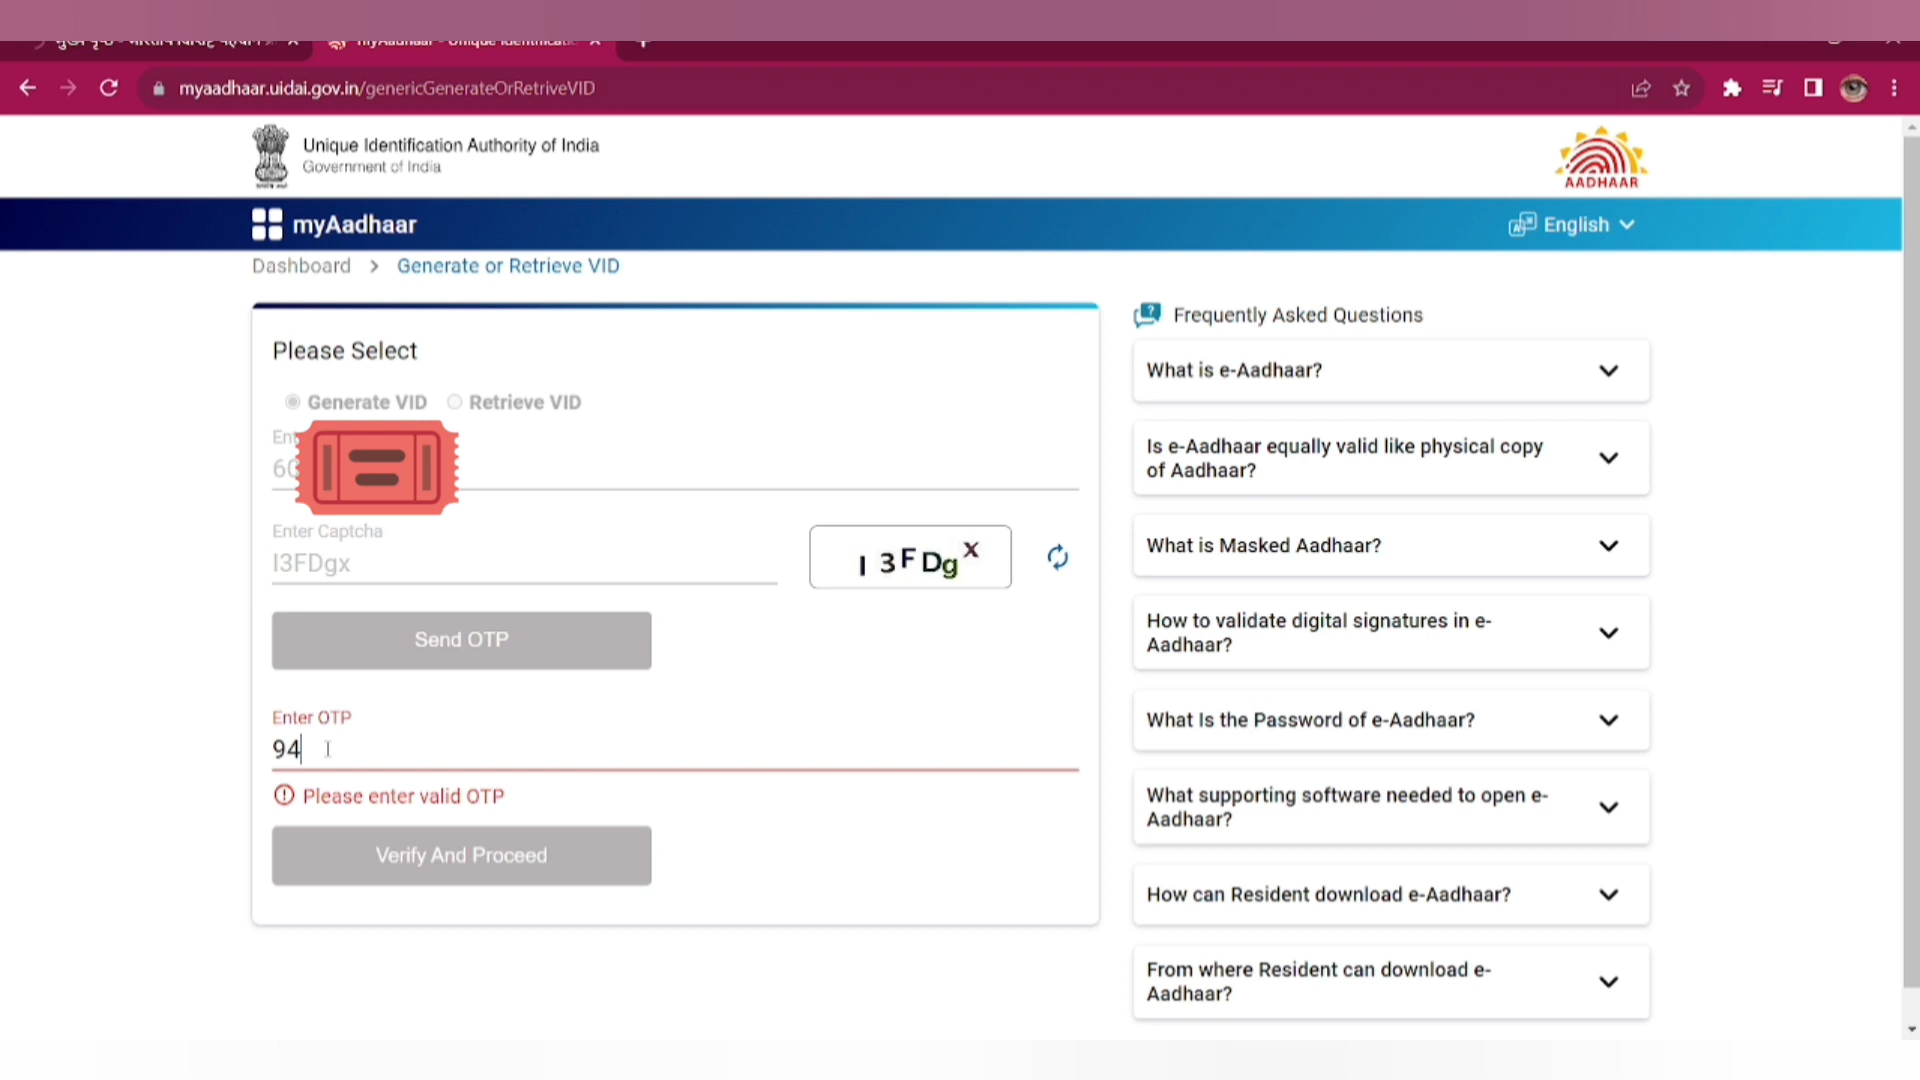 myaadhaar.uidai.gov.in/genericGenerateOrRetriveVID
Unique Identification Authority of India
Government of India
AADHAAR
myAadhaar
English
Dashboard > Generate or Retrieve VID
Please Select
Generate VID
Retrieve VID
Enter Captcha
I3FDgx
I3FDgx
Send OTP
Enter OTP
94
Please enter valid OTP
Verify And Proceed
Frequently Asked Questions
What is e-Aadhaar?
Is e-Aadhaar equally valid like physical copy
of Aadhaar?
What is Masked Aadhaar?
How to validate digital signatures in e-
Aadhaar?
What Is the Password of e-Aadhaar?
What supporting software needed to open e-
Aadhaar?
How can Resident download e-Aadhaar?
From where Resident can download e-
Aadhaar?